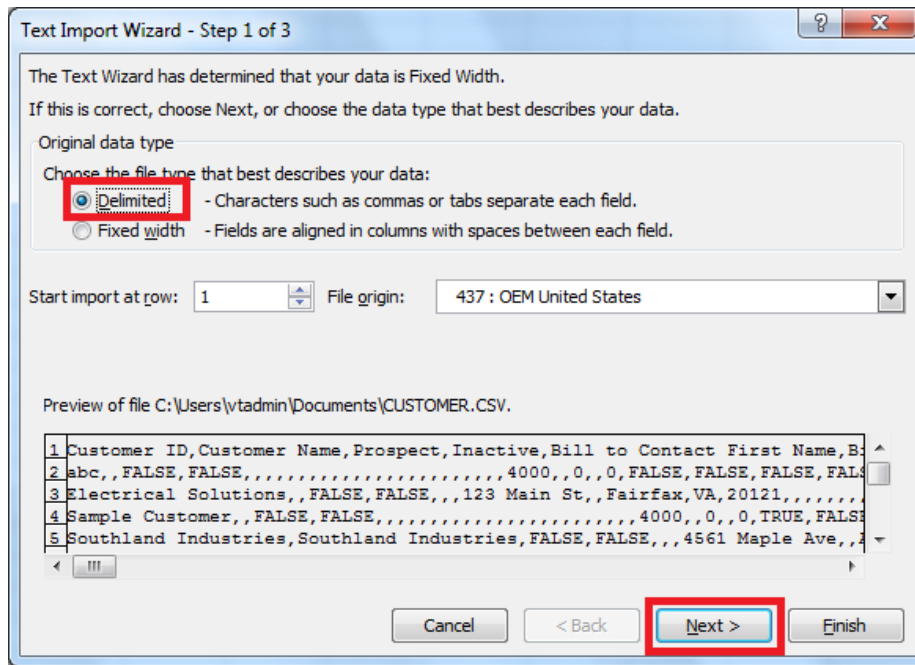 Text Import Wizard - Step 1 of 3
The Text Wizard has determined that your data is Fixed Width.
If this is correct, choose Next, or choose the data type that best describes your data.
Original data type
Choose the file type that best describes your data:
Delimited - Characters such as commas or tabs separate each field.
Fixed width - Fields are aligned in columns with spaces between each field.
Start import at row: 1 File origin: 437 : OEM United States
Preview of file C:\Users\vtadmin\Documents\CUSTOMER.CSV.
1 Customer ID,Customer Name,Prospect,Inactive,Bill to Contact First Name,
2 abc,,FALSE,FALSE,,,,,,,,,,,,,,,,,,,,,,,,4000,,0,,0,FALSE,FALSE,FALSE,
3 Electrical Solutions,,FALSE,FALSE,,,123 Main St,,Fairfax,VA,20121,,,,,,,,
4 Sample Customer,,FALSE,FALSE,,,,,,,,,,,,,,,,,,,,,,,,4000,,0,,0,TRUE,
5 Southland Industries,Southland Industries,FALSE,FALSE,,,4561 Maple Ave,,
Cancel < Back Next > Finish